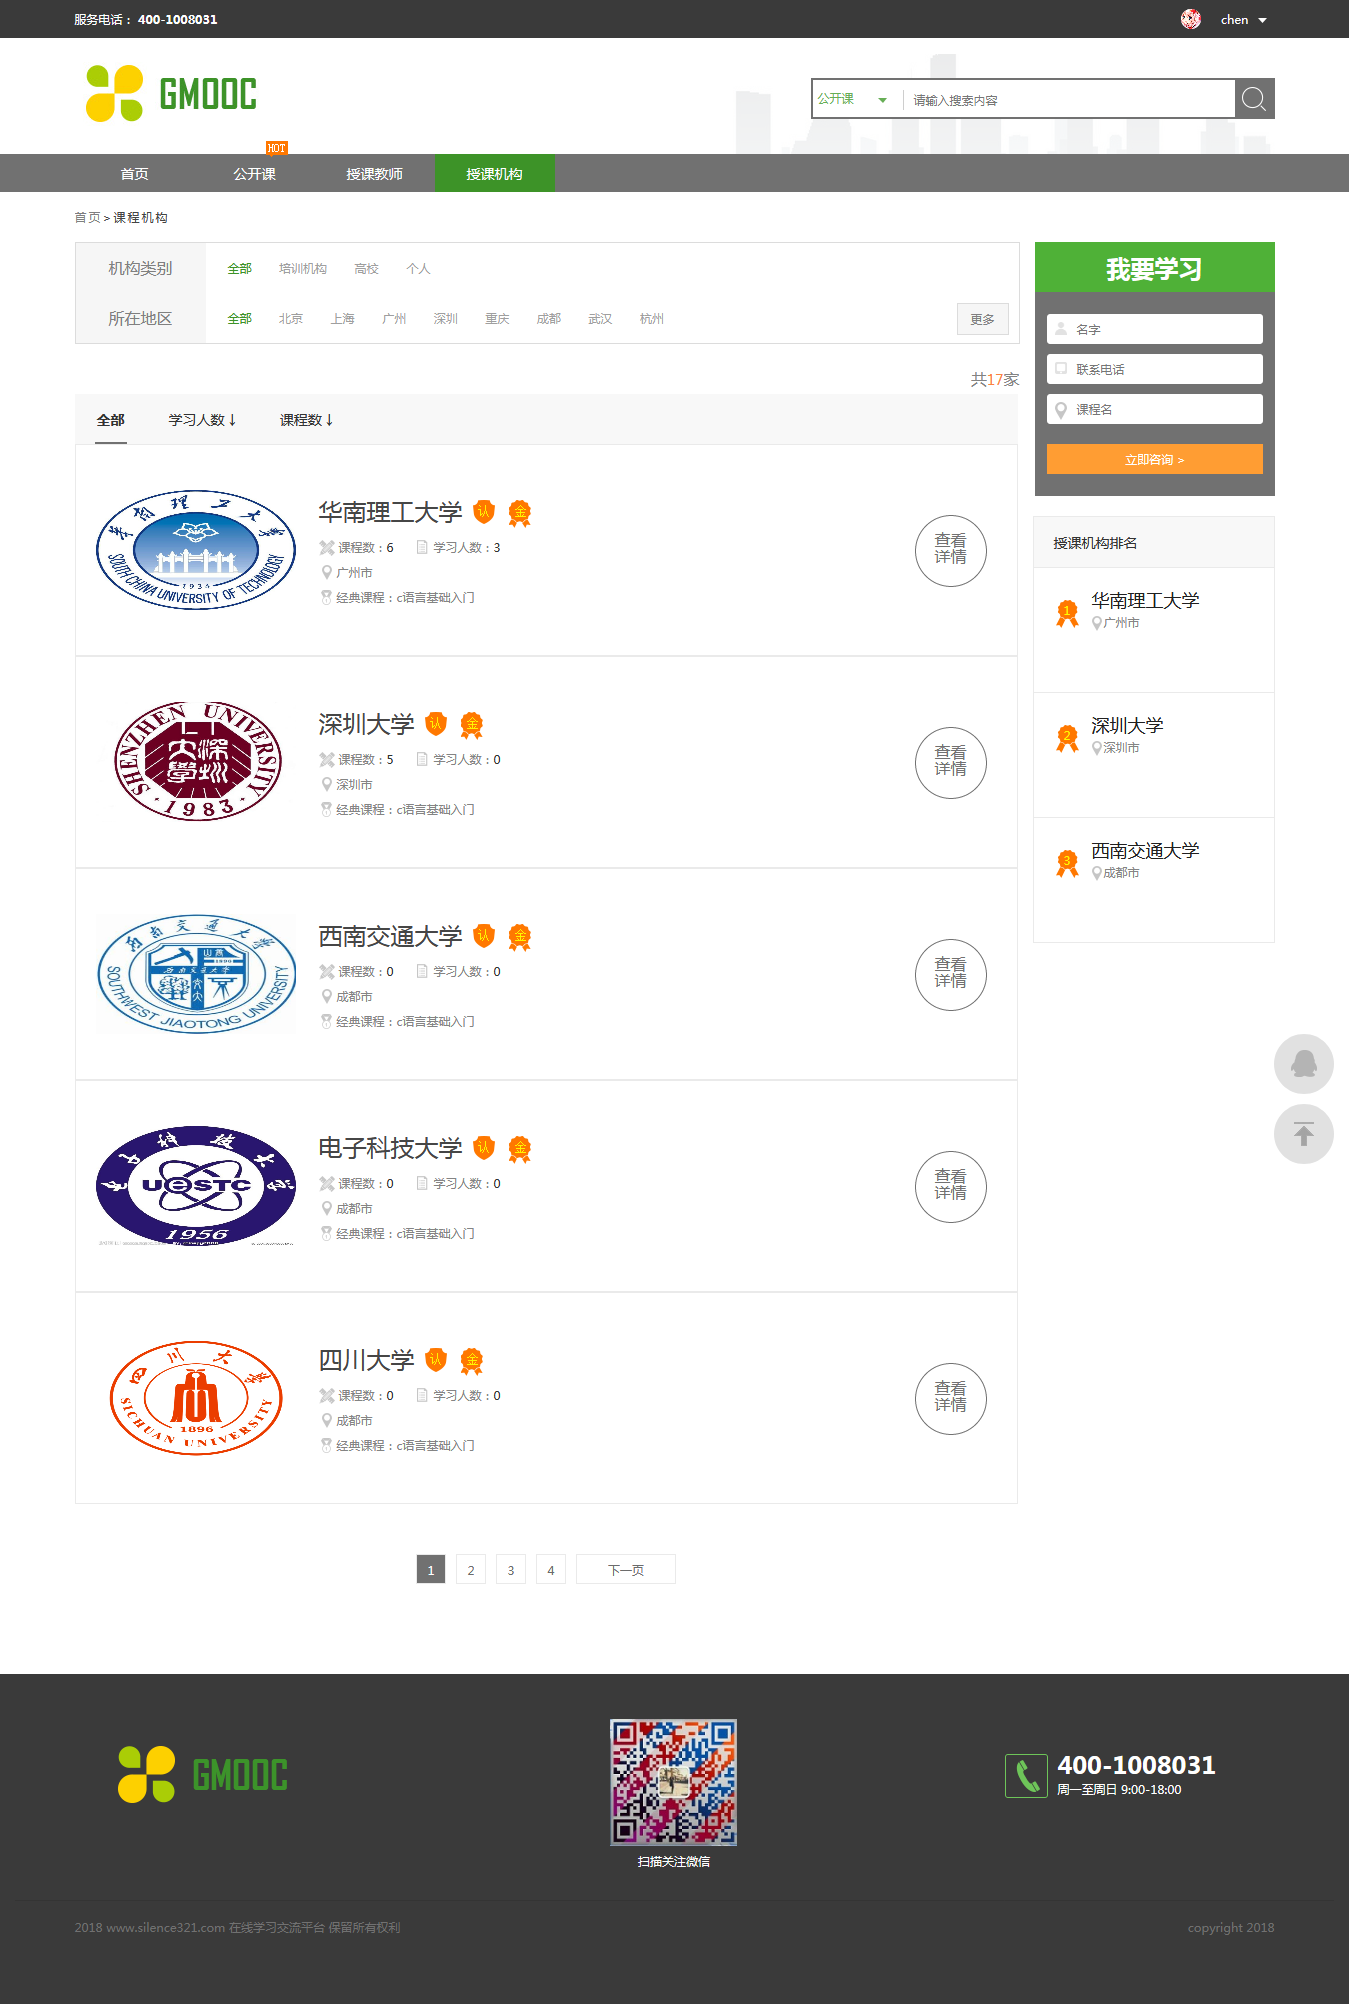 服务电话： 400-1008031
chen
GMOOC
公开课
请输入搜索内容
HOT
首页
公开课
授课教师
授课机构
首页>课程机构
机构类别
全部 培训机构 高校 个人
所在地区
全部 北京 上海 广州 深圳 重庆 成都 武汉 杭州
更多
共17家
全部 学习人数↓ 课程数↓
华南理工大学
SOUTH CHINA UNIVERSITY OF TECHNOLOGY
1934
华南理工大学 认 金
课程数：6 学习人数：3
广州市
经典课程：c语言基础入门
查看
详情
SHENZHEN UNIVERSITY
深圳大学
·1983·
深圳大学 认 金
课程数：5 学习人数：0
深圳市
经典课程：c语言基础入门
查看
详情
西南交通大学
SOUTHWEST JIAOTONG UNIVERSITY
西南交通大学 认 金
课程数：0 学习人数：0
成都市
经典课程：c语言基础入门
查看
详情
UESTC
1956
电子科技大学 认 金
课程数：0 学习人数：0
成都市
经典课程：c语言基础入门
查看
详情
四川大学
1896
SICHUAN UNIVERSITY
四川大学 认 金
课程数：0 学习人数：0
成都市
经典课程：c语言基础入门
查看
详情
1 2 3 4 下一页
我要学习
名字
联系电话
课程名
立即咨询 >
授课机构排名
1 华南理工大学
广州市
2 深圳大学
深圳市
3 西南交通大学
成都市
GMOOC
扫描关注微信
400-1008031
周一至周日 9:00-18:00
2018 www.silence321.com 在线学习交流平台 保留所有权利
copyright 2018